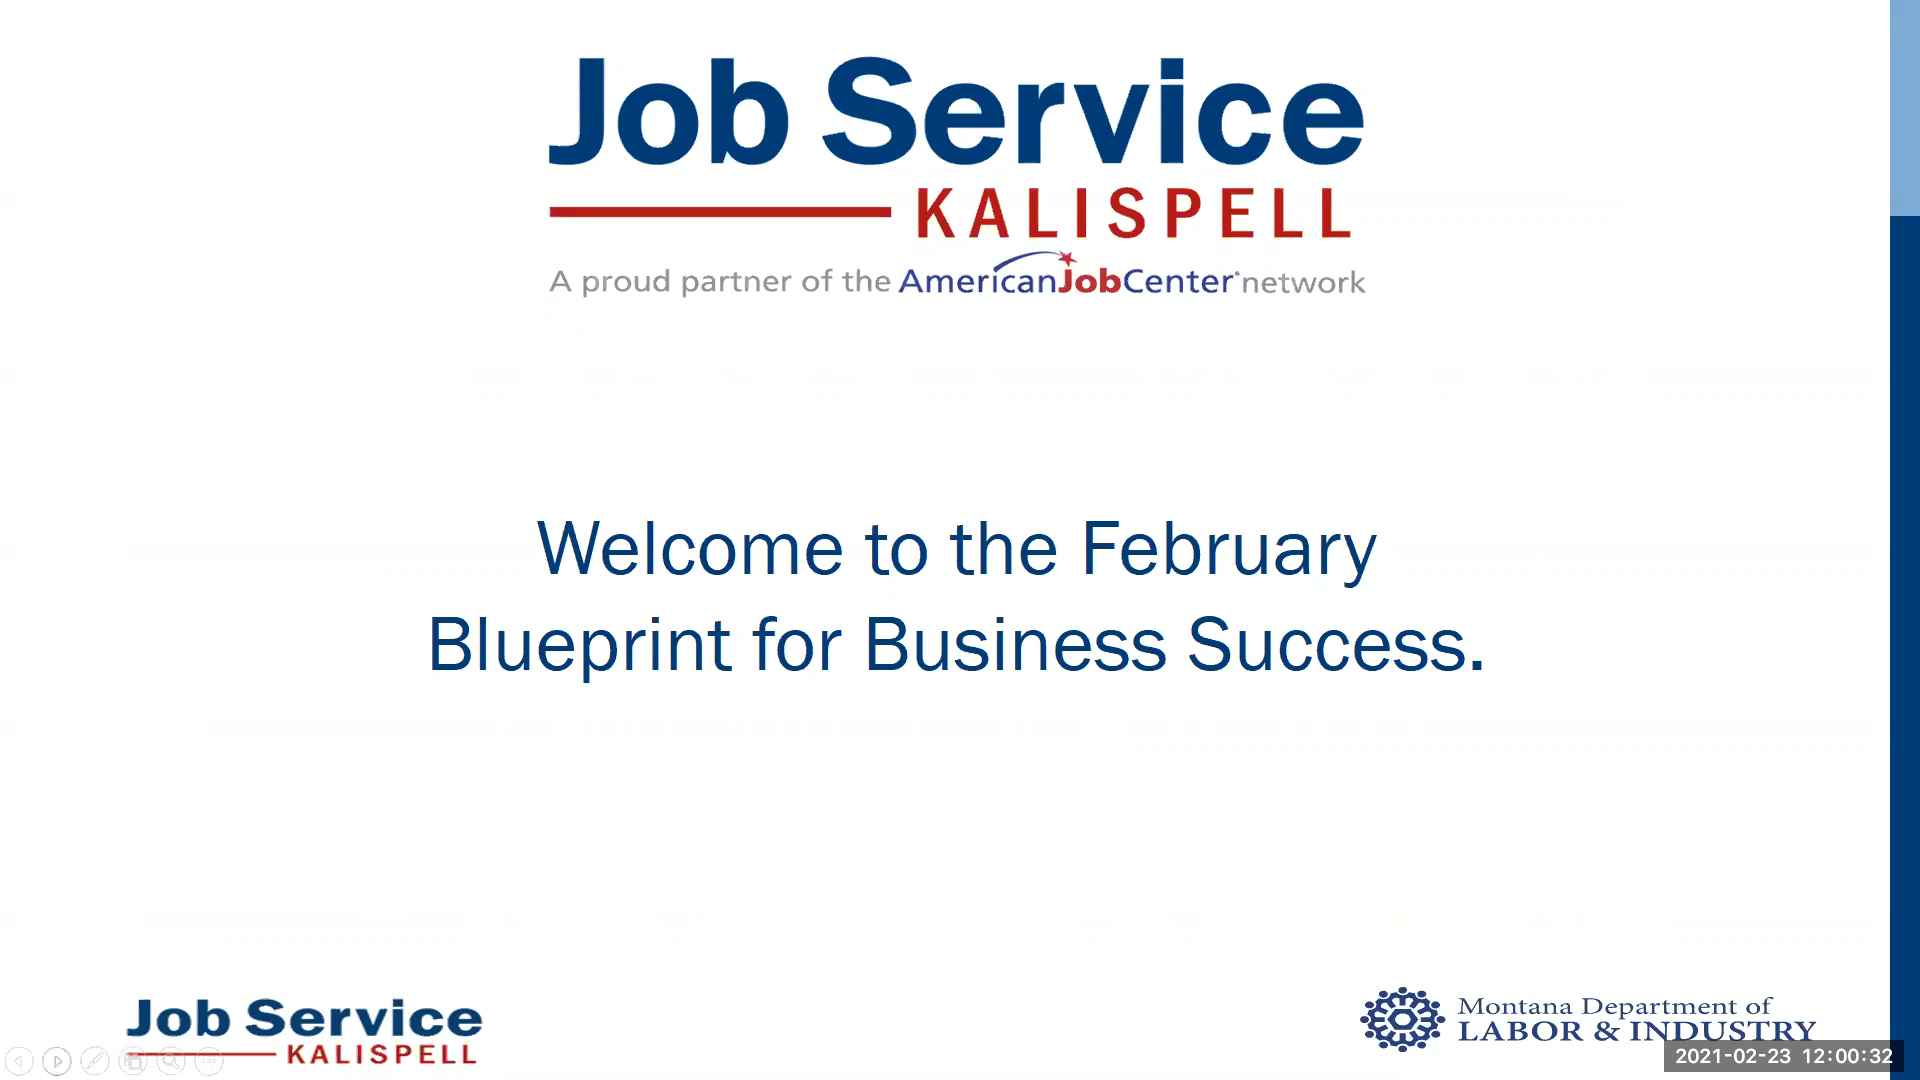 Job Service
KALISPELL
A proud partner of the AmericanJobCenter® network
Welcome to the February
Blueprint for Business Success.
Job Service
KALISPELL
Montana Department of
LABOR & INDUSTRY
2021-02-23 12:00:32